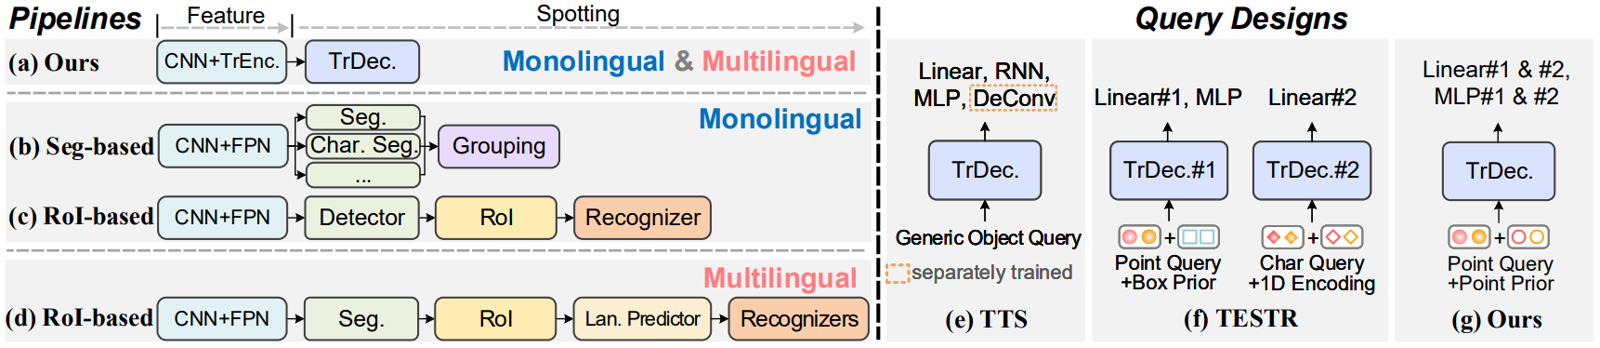 Pipelines
Feature
Spotting
(a) Ours
CNN+TrEnc.
TrDec.
Monolingual & Multilingual
(b) Seg-based
CNN+FPN
Seg.
Char. Seg.
...
Grouping
Monolingual
(c) RoI-based
CNN+FPN
Detector
RoI
Recognizer
Multilingual
(d) RoI-based
CNN+FPN
Seg.
RoI
Lan. Predictor
Recognizers
Query Designs
Linear, RNN,
MLP, DeConv
TrDec.
Generic Object Query
separately trained
(e) TTS
Linear#1, MLP
TrDec.#1
+
Point Query
+Box Prior
Linear#2
TrDec.#2
+
Char Query
+1D Encoding
(f) TESTR
Linear#1 & #2,
MLP#1 & #2
TrDec.
+
Point Query
+Point Prior
(g) Ours